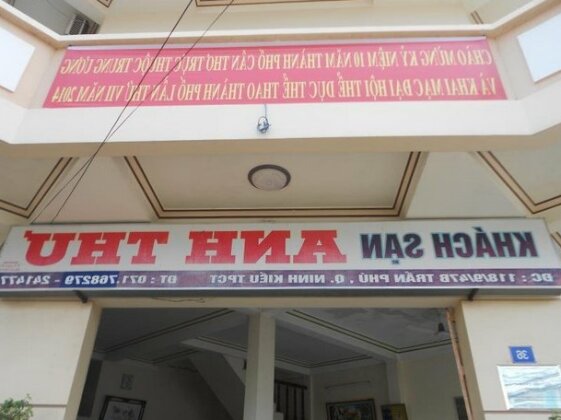 CHÀO MỪNG KỶ NIỆM 10 NĂM THÀNH PHỐ CẦN THƠ TRỰC THUỘC TRUNG ƯƠNG
VÀ KHAI MẠC ĐẠI HỘI THỂ DỤC THỂ THAO THÀNH PHỐ LẦN THỨ VII NĂM 2014
KHÁCH SẠN ANH THƯ
ĐC : 118/9/47B TRẦN PHÚ , Q. NINH KIỀU TPCT ĐT : 071.768279 - 241477
36